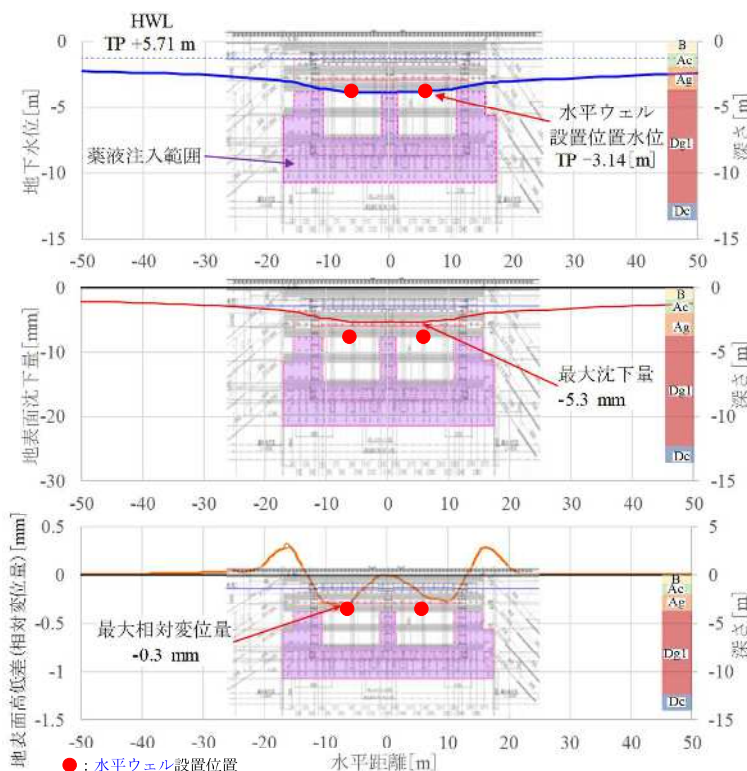 HWL
TP +5.71 m
0
-5
-10
-15
地下水位[m]
薬液注入範囲
水平ウェル
設置位置水位
TP -3.14 [m]
B
Ac
Ag
Dg1
Dc
0
-5
-10
-15
深さ[m]
-50 -40 -30 -20 -10 0 10 20 30 40 50
0
-10
-20
-30
地表面沈下量[mm]
最大沈下量
-5.3 mm
B
Ac
Ag
Dg1
Dc
0
-5
-10
-15
深さ[m]
-50 -40 -30 -20 -10 0 10 20 30 40 50
0.5
0
-0.5
-1
-1.5
地表面高低差(相対変位量)[mm]
最大相対変位量
-0.3 mm
B
Ac
Ag
Dg1
Dc
5
0
-5
-10
-15
深さ[m]
-50 -40 -30 -20 -10 0 10 20 30 40 50
水平距離[m]
: 水平ウェル設置位置